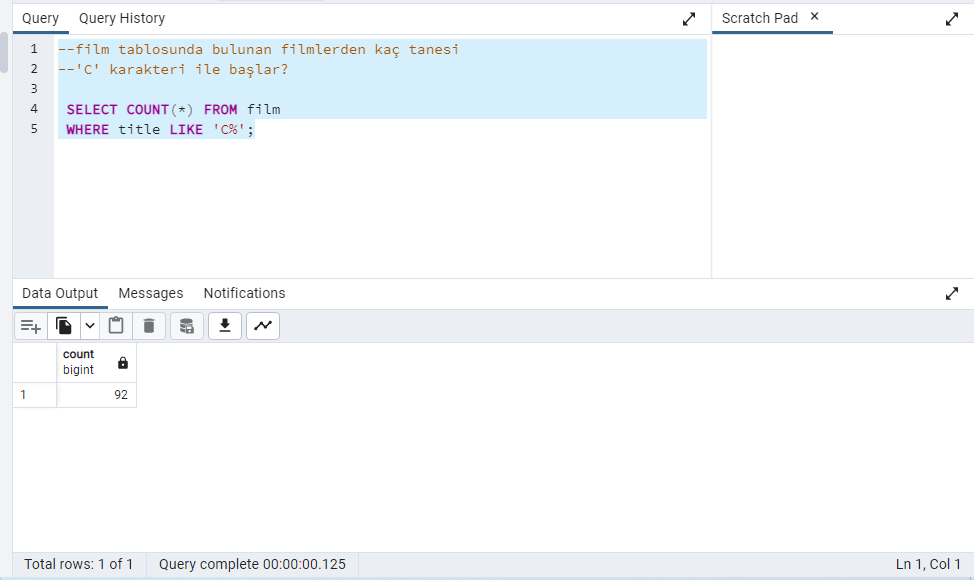 Query Query History
Scratch Pad ×
1 --film tablosunda bulunan filmlerden kaç tanesi
2 --'C' karakteri ile başlar?
3
4 SELECT COUNT(*) FROM film
5 WHERE title LIKE 'C%';
Data Output Messages Notifications
count
bigint
1 92
Total rows: 1 of 1 Query complete 00:00:00.125 Ln 1, Col 1